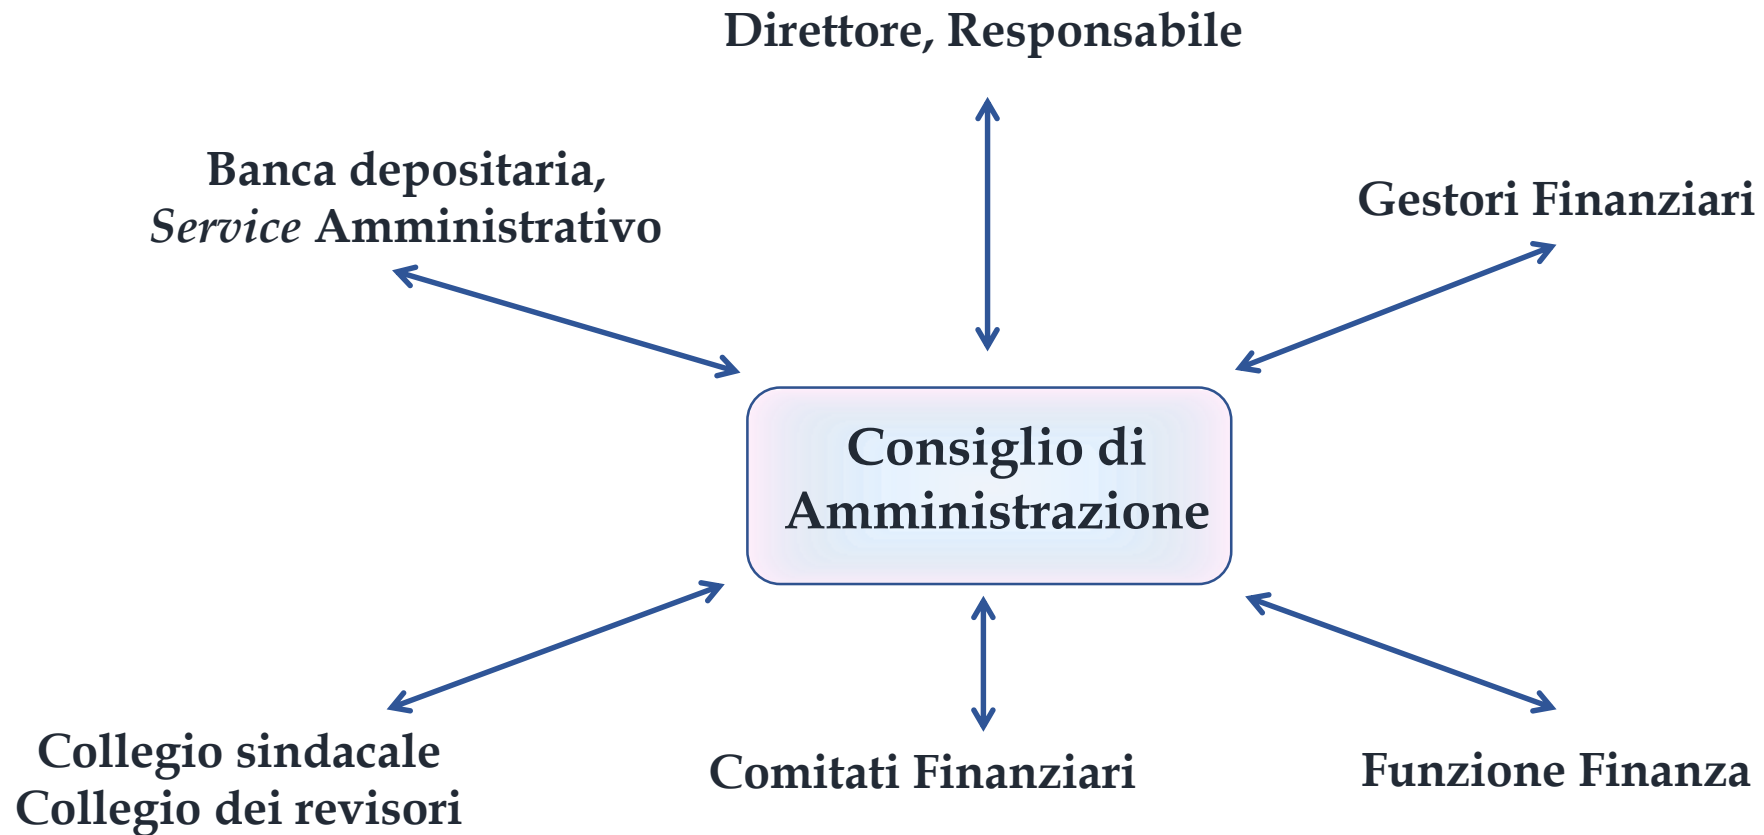 Direttore, Responsabile
Banca depositaria,
Service Amministrativo
Gestori Finanziari
Consiglio di
Amministrazione
Collegio sindacale
Collegio dei revisori
Comitati Finanziari
Funzione Finanza